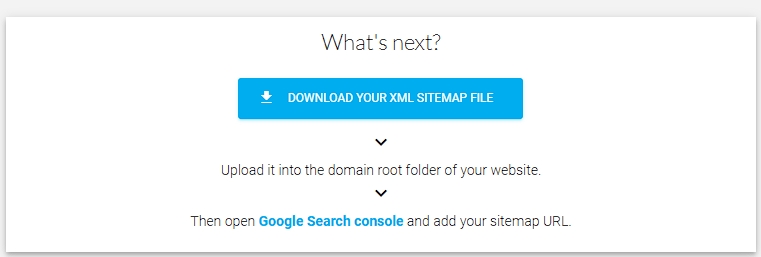 What's next?
DOWNLOAD YOUR XML SITEMAP FILE
Upload it into the domain root folder of your website.
Then open Google Search console and add your sitemap URL.